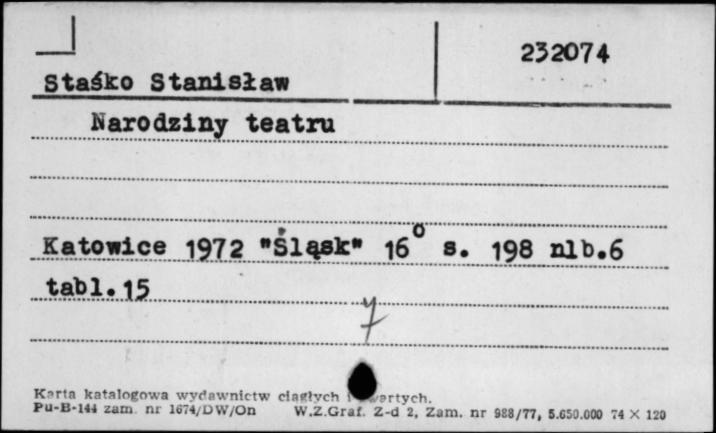 232074
Staśko Stanisław
Narodziny teatru
Katowice 1972 "Śląsk" 16° s. 198 nlb.6
tabl.15
7
Karta katalogowa wydawnictw ciągłych i zwartych.
Pu-B-144 zam. nr 1674/DW/On W.Z.Graf. Z-d 2, Zam. nr 988/77, 5.650.000 74 X 120